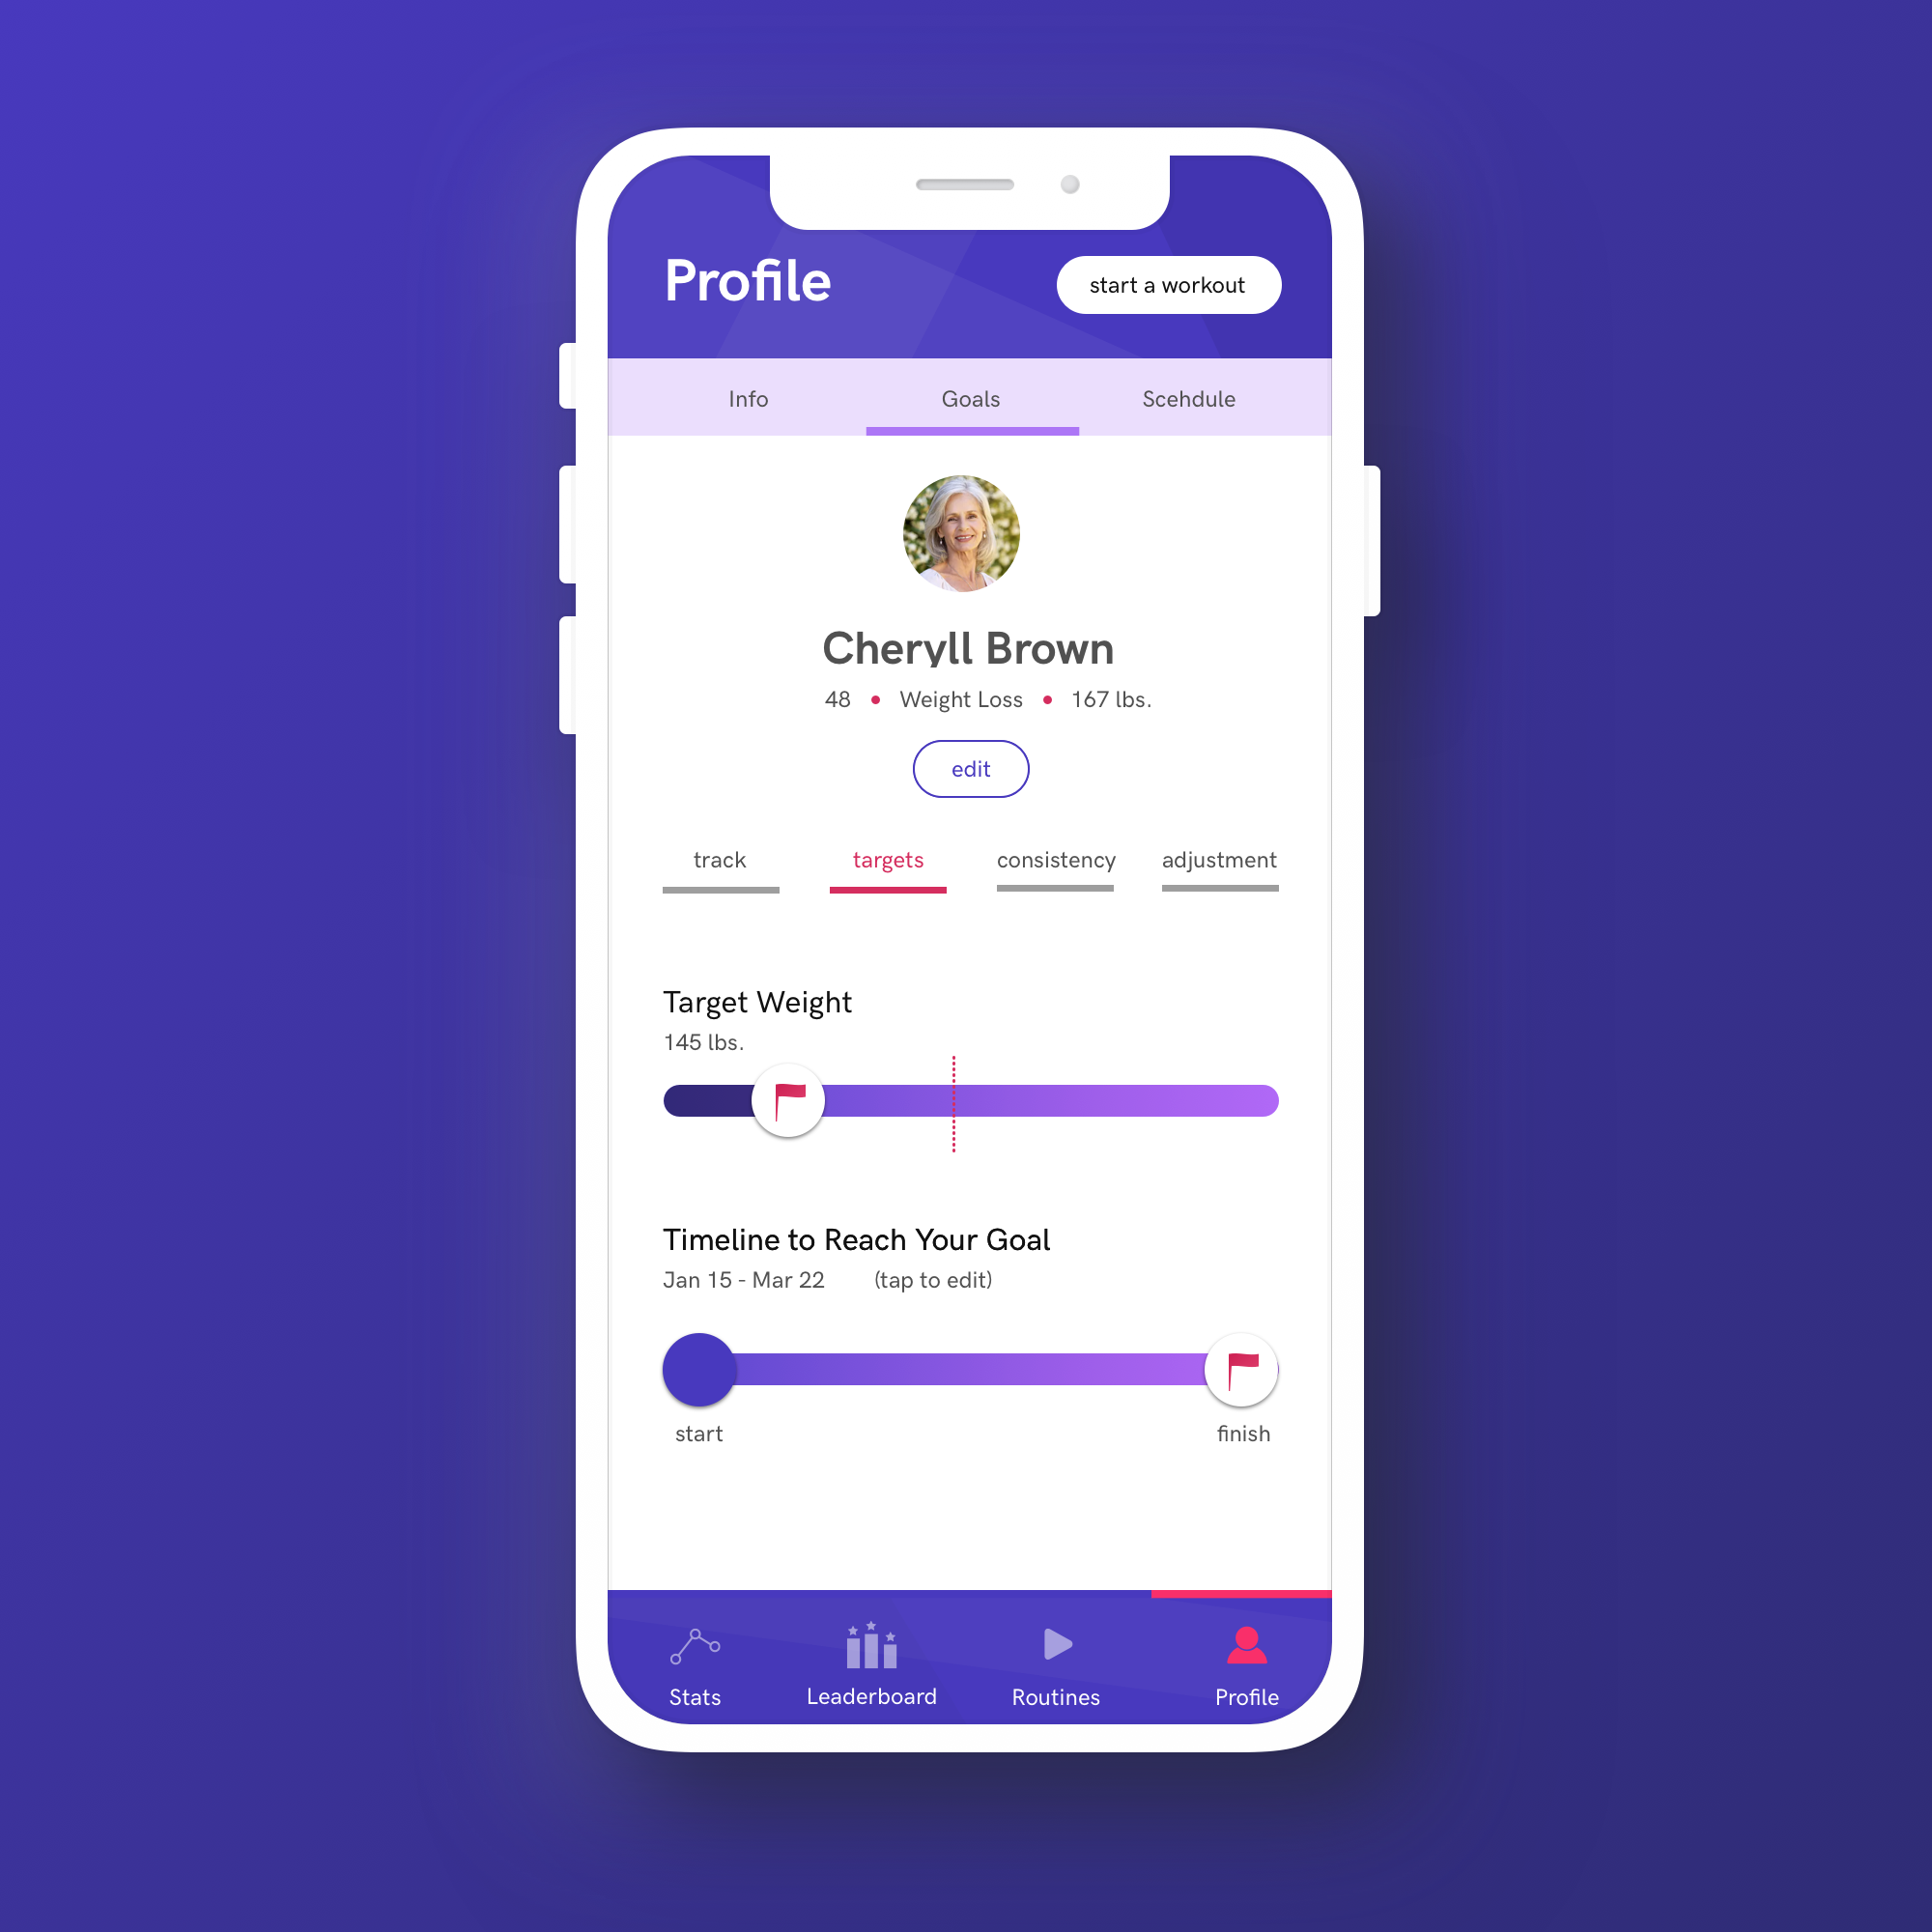 Profile
start a workout
Info Goals Scehdule
Cheryll Brown
48 • Weight Loss • 167 lbs.
edit
track targets consistency adjustment
Target Weight
145 lbs.
Timeline to Reach Your Goal
Jan 15 - Mar 22 (tap to edit)
start finish
Stats Leaderboard Routines Profile